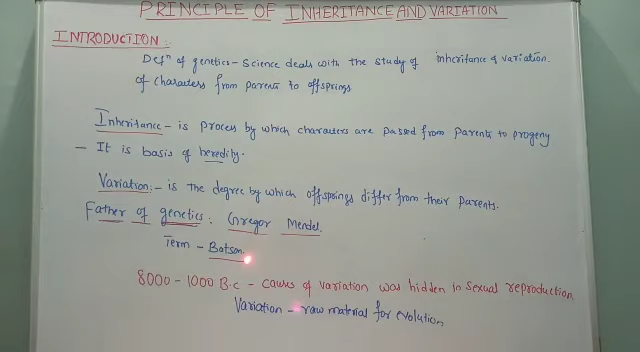 PRINCIPLE OF INHERITANCE AND VARIATION
INTRODUCTION :
Defⁿ of genetics - Science deals with the study of inheritance & variation.
of characters from parents to offsprings
Inheritance - is process by which characters are passed from Parents to progeny
- It is basis of heredity.
Variation :- is the degree by which offsprings differ from their parents.
Father of genetics : Gregor Mendel.
Term - Batson
8000 - 1000 B.C - causes of variation was hidden in sexual reproduction.
Variation - raw material for evolution